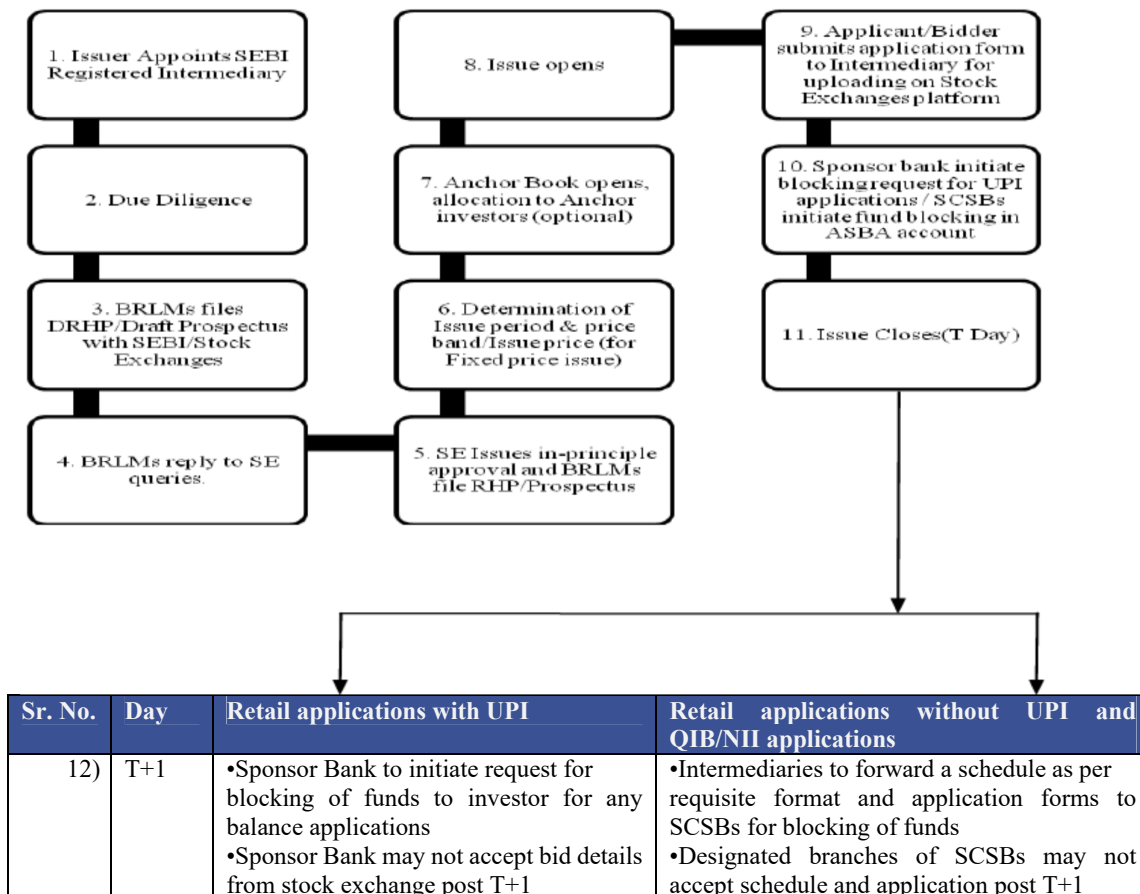 1. Issuer Appoints SEBI
Registered Intermediary
2. Due Diligence
3. BRLMs files
DRHP/Draft Prospectus
with SEBI/Stock
Exchanges
4. BRLMs reply to SE
queries.
5. SE Issues in-principle
approval and BRLMs
file RHP/Prospectus
6. Determination of
Issue period & price
band/Issue price (for
Fixed price issue)
7. Anchor Book opens,
allocation to Anchor
investors (optional)
8. Issue opens
9. Applicant/Bidder
submits application form
to Intermediary for
uploading on Stock
Exchanges platform
10. Sponsor bank initiate
blocking request for UPI
applications / SCSBs
initiate fund blocking in
ASBA account
11. Issue Closes(T Day)
Sr. No. Day Retail applications with UPI Retail applications without UPI and
QIB/NII applications
12) T+1
•Sponsor Bank to initiate request for
blocking of funds to investor for any
balance applications
•Sponsor Bank may not accept bid details
from stock exchange post T+1
•Intermediaries to forward a schedule as per
requisite format and application forms to
SCSBs for blocking of funds
•Designated branches of SCSBs may not
accept schedule and application post T+1